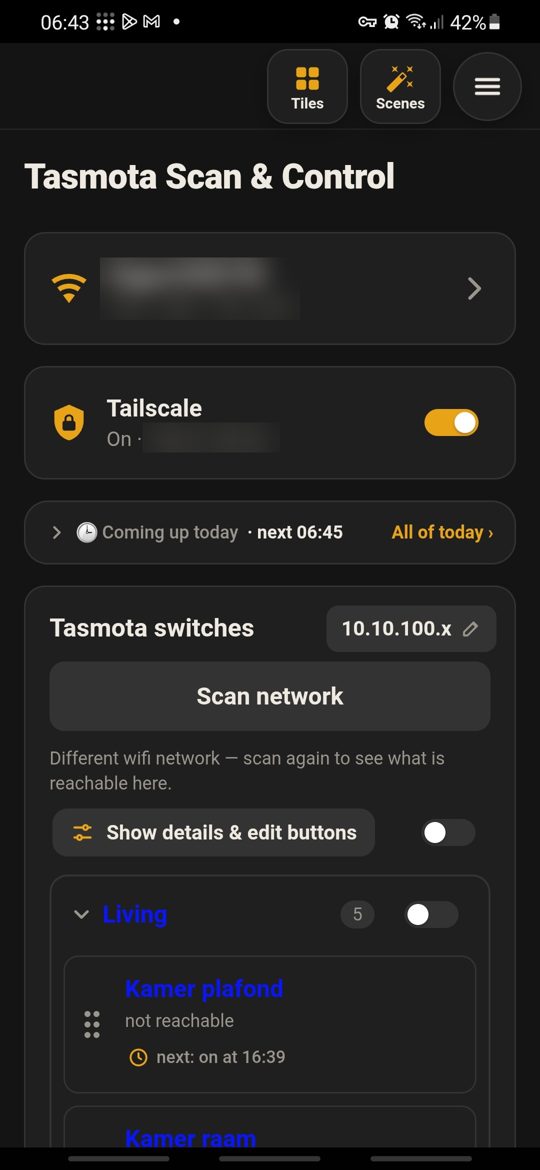 06:43 42%
Tiles Scenes
Tasmota Scan & Control
Tailscale
On ·
Coming up today · next 06:45 All of today ›
Tasmota switches 10.10.100.x
Scan network
Different wifi network — scan again to see what is
reachable here.
Show details & edit buttons
Living 5
Kamer plafond
not reachable
next: on at 16:39
Kamer raam